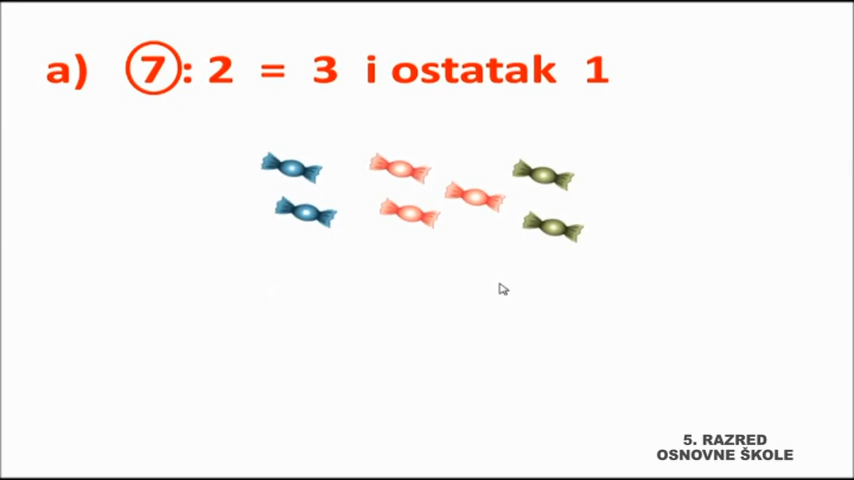 a) 7 : 2 = 3 i ostatak 1
5. RAZRED
OSNOVNE ŠKOLE